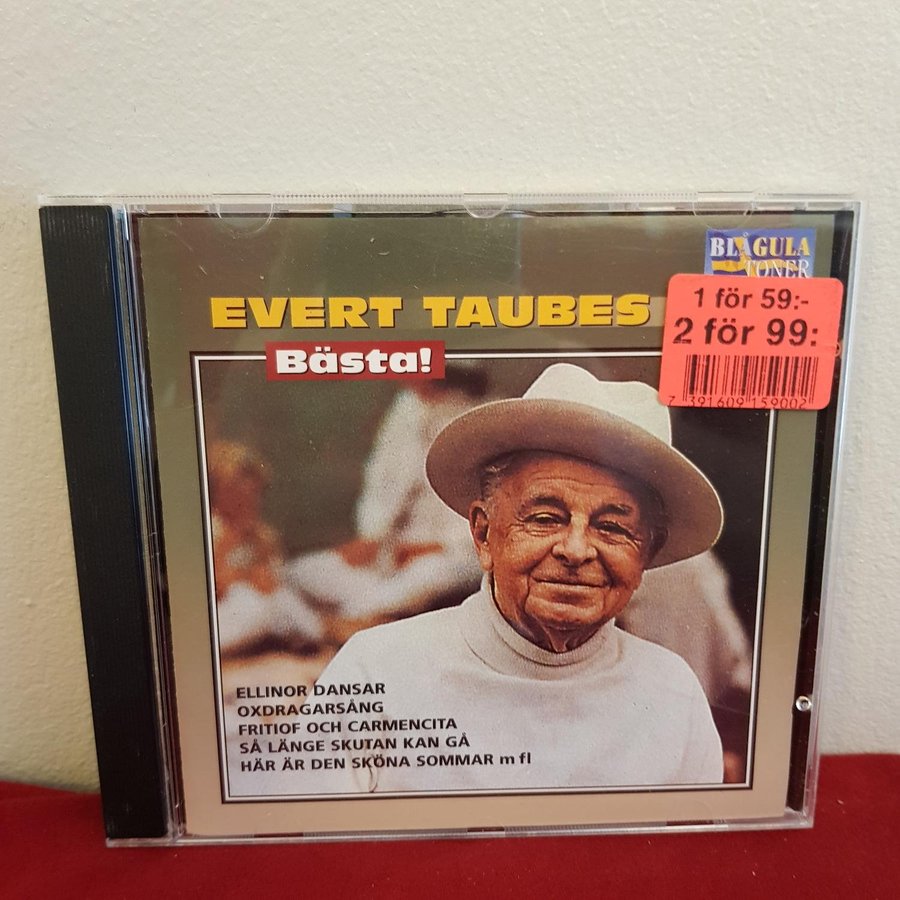 BLÅGULA
TONER
EVERT TAUBES
Bästa!
1 för 59:-
2 för 99:
7 391609 159002
ELLINOR DANSAR
OXDRAGARSÅNG
FRITIOF OCH CARMENCITA
SÅ LÄNGE SKUTAN KAN GÅ
HÄR ÄR DEN SKÖNA SOMMAR m fl